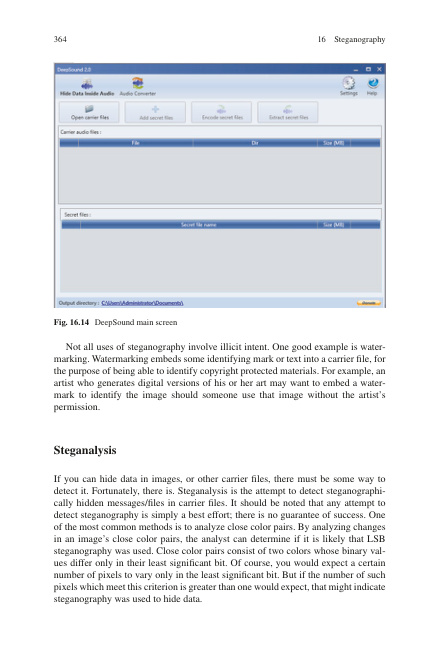 364
16 Steganography
DeepSound 2.0
Hide Data Inside Audio Audio Converter
Settings Help
Open carrier files Add secret files Encode secret files Extract secret files
Carrier audio files :
File Dir Size (MB)
Secret files :
Secret file name Size (MB)
Output directory : C:\Users\Administrator\Documents\
Fig. 16.14 DeepSound main screen
Not all uses of steganography involve illicit intent. One good example is water-
marking. Watermarking embeds some identifying mark or text into a carrier file, for
the purpose of being able to identify copyright protected materials. For example, an
artist who generates digital versions of his or her art may want to embed a water-
mark to identify the image should someone use that image without the artist's
permission.
Steganalysis
If you can hide data in images, or other carrier files, there must be some way to
detect it. Fortunately, there is. Steganalysis is the attempt to detect steganographi-
cally hidden messages/files in carrier files. It should be noted that any attempt to
detect steganography is simply a best effort; there is no guarantee of success. One
of the most common methods is to analyze close color pairs. By analyzing changes
in an image's close color pairs, the analyst can determine if it is likely that LSB
steganography was used. Close color pairs consist of two colors whose binary val-
ues differ only in their least significant bit. Of course, you would expect a certain
number of pixels to vary only in the least significant bit. But if the number of such
pixels which meet this criterion is greater than one would expect, that might indicate
steganography was used to hide data.